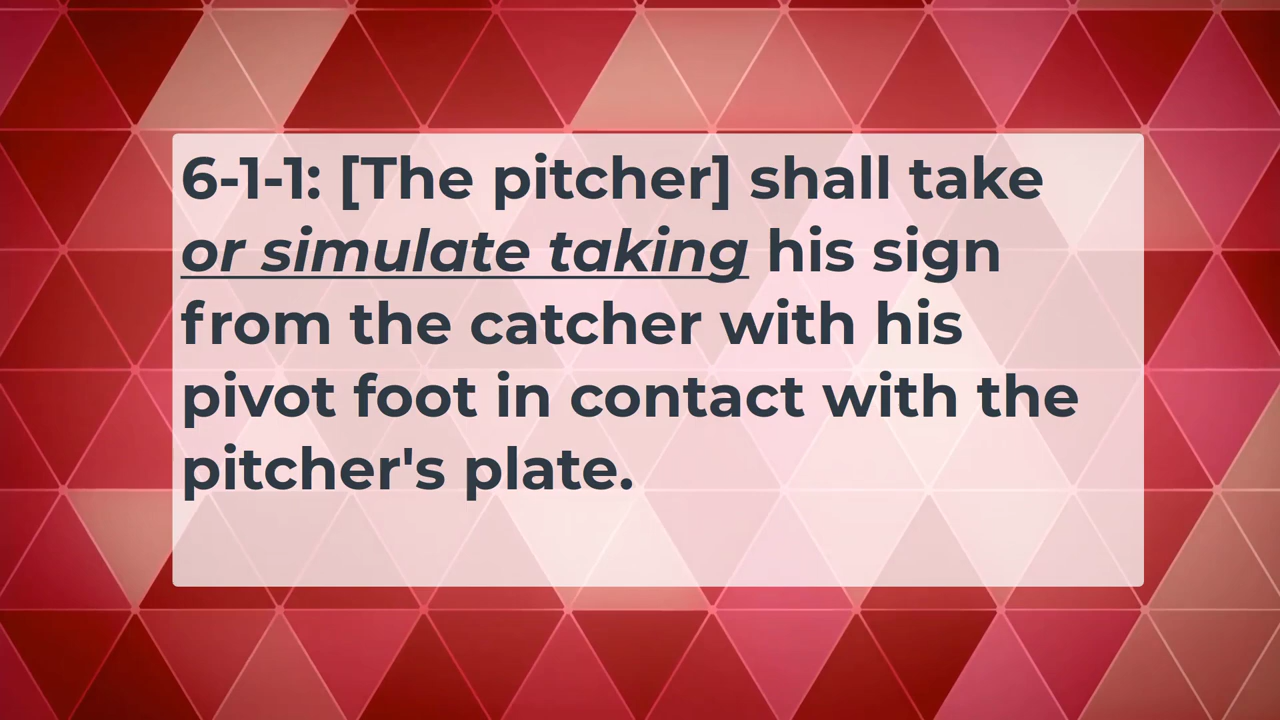 6-1-1: [The pitcher] shall take
or simulate taking his sign
from the catcher with his
pivot foot in contact with the
pitcher's plate.